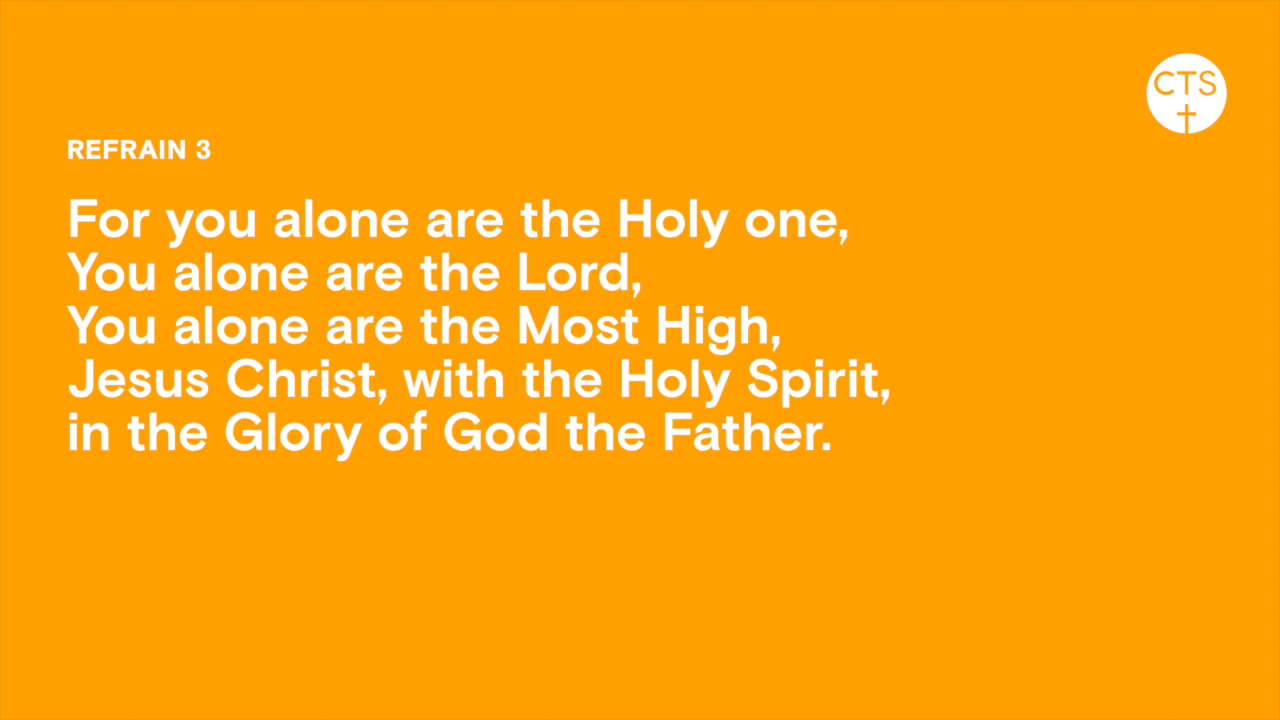 CTS
REFRAIN 3
For you alone are the Holy one,
You alone are the Lord,
You alone are the Most High,
Jesus Christ, with the Holy Spirit,
in the Glory of God the Father.